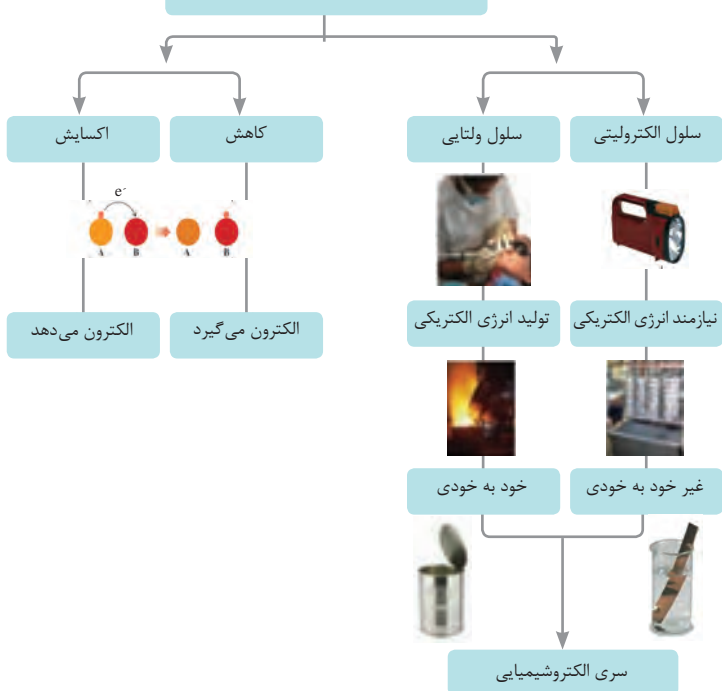 سلول الکترولیتی
سلول ولتایی
کاهش
اکسایش
e-
A
B
A
B
نیازمند انرژی الکتریکی
تولید انرژی الکتریکی
الکترون می‌گیرد
الکترون می‌دهد
غیر خود به خودی
خود به خودی
سری الکتروشیمیایی